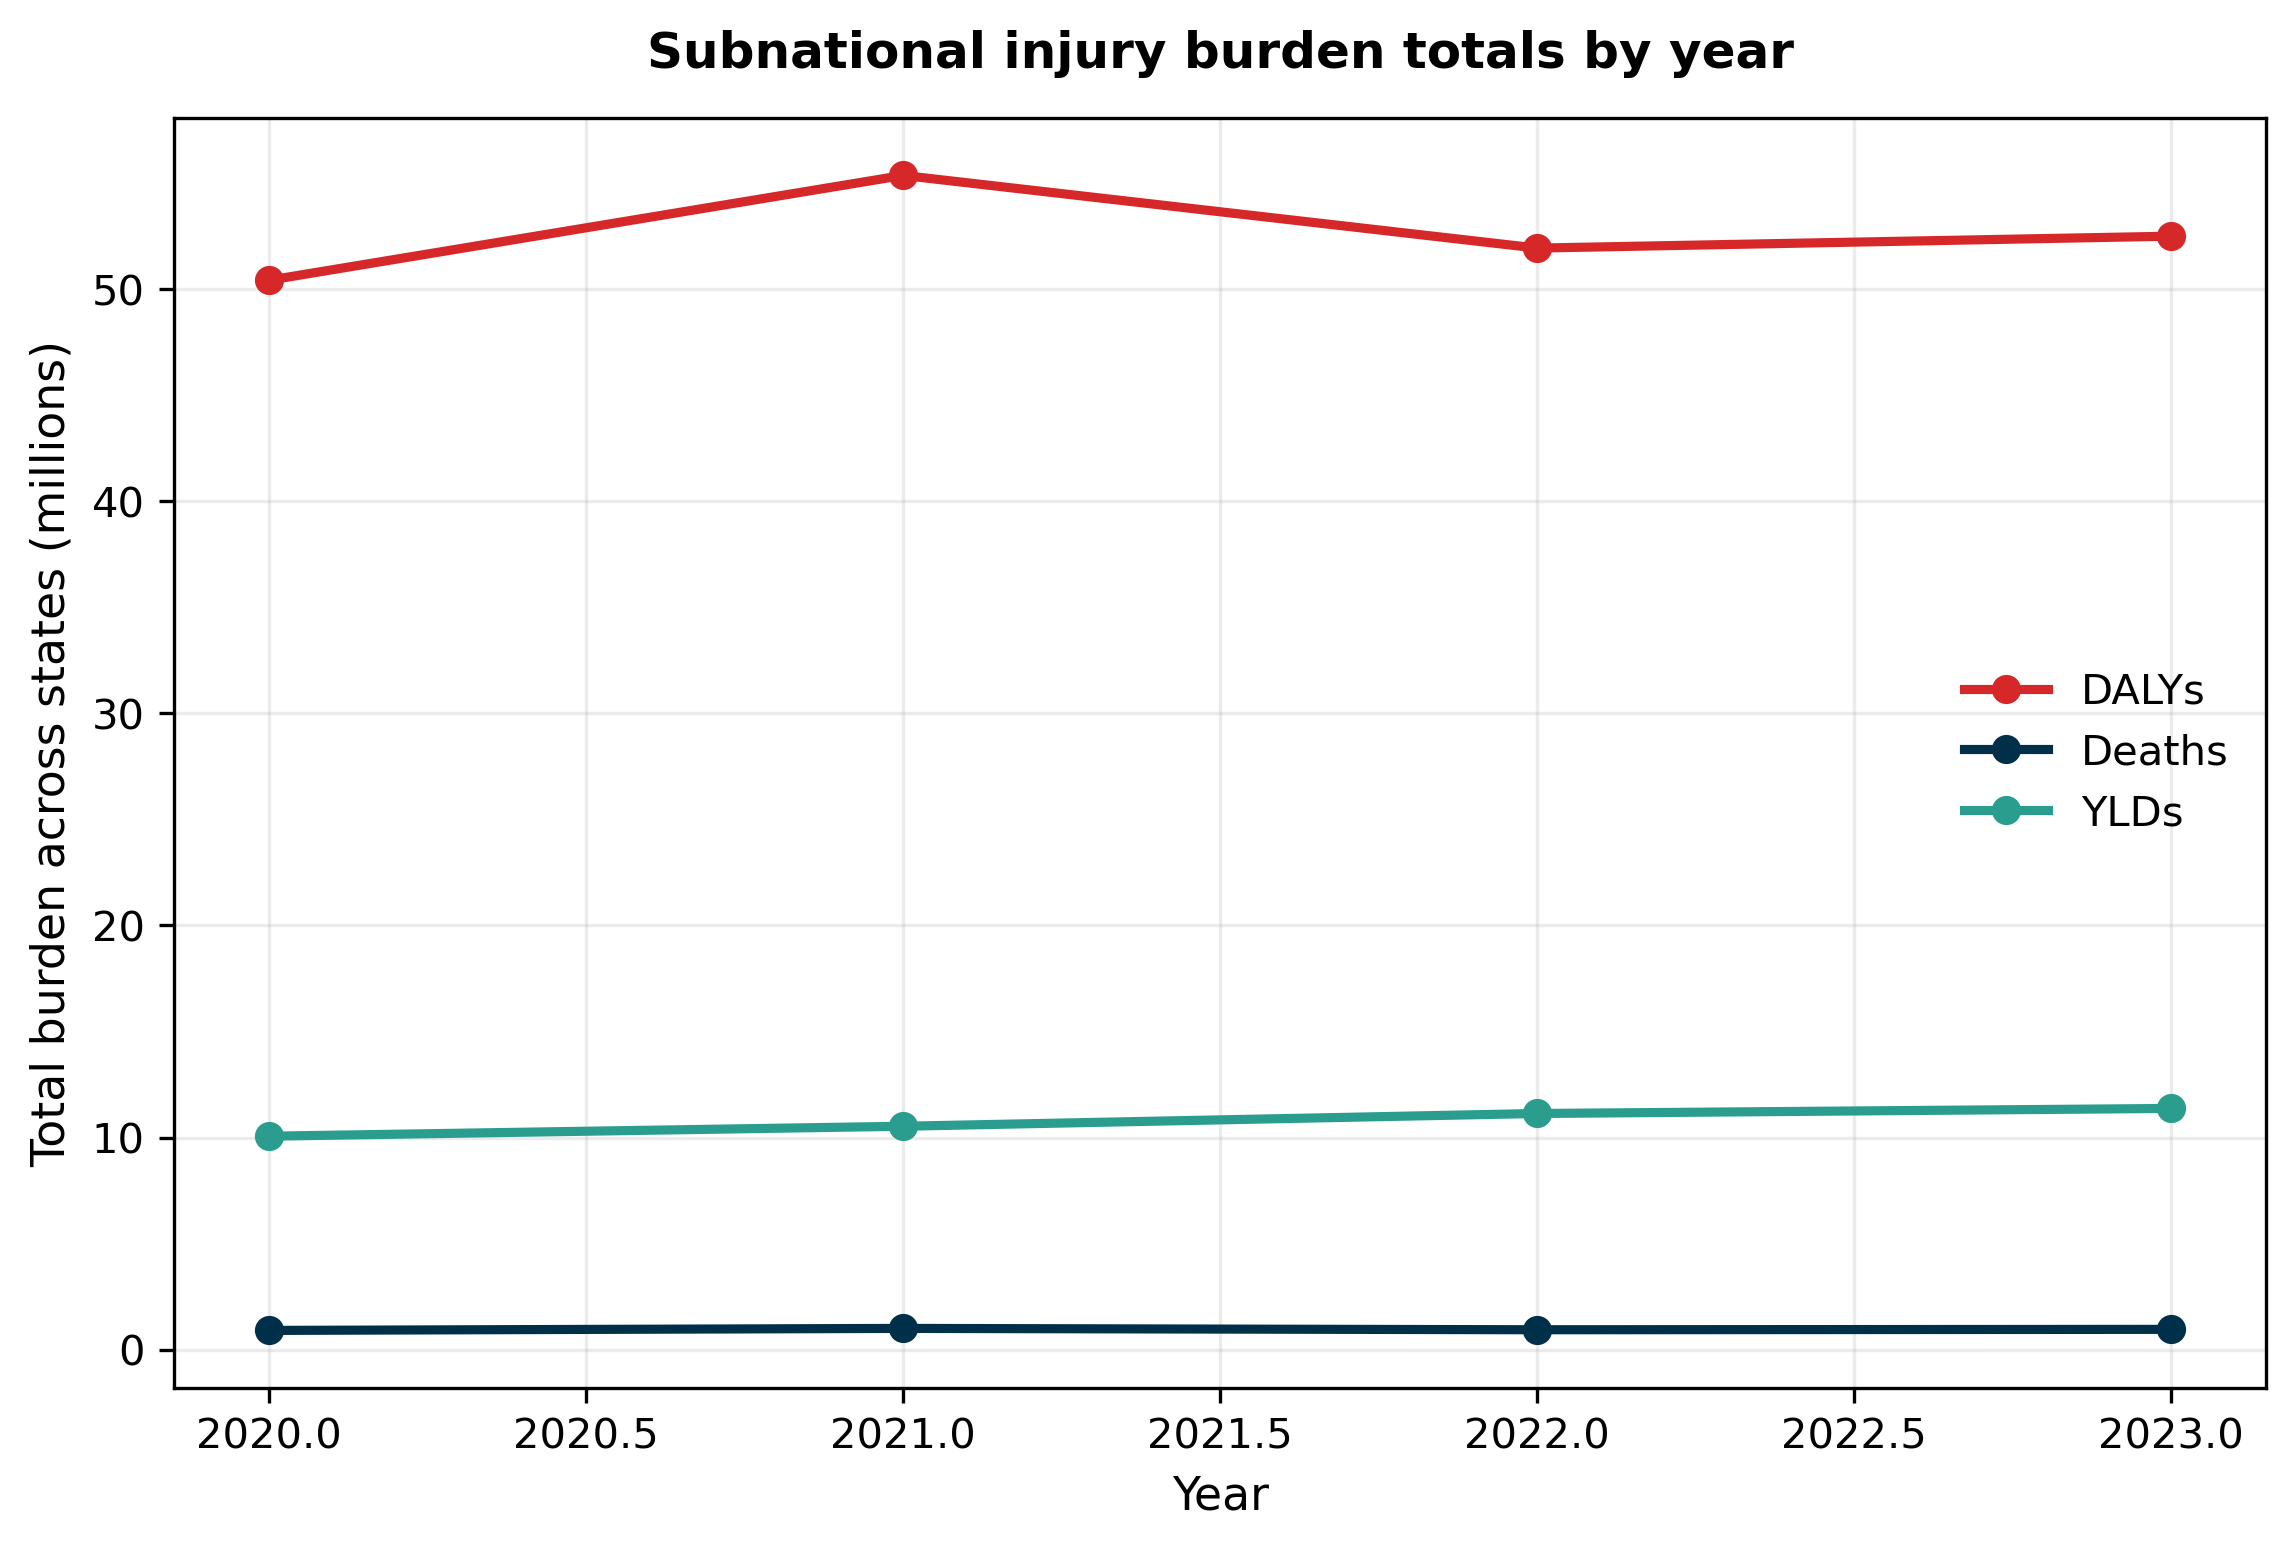 Subnational injury burden totals by year
Total burden across states (millions)
50
40
30
20
10
0
DALYs
Deaths
YLDs
2020.0 2020.5 2021.0 2021.5 2022.0 2022.5 2023.0
Year